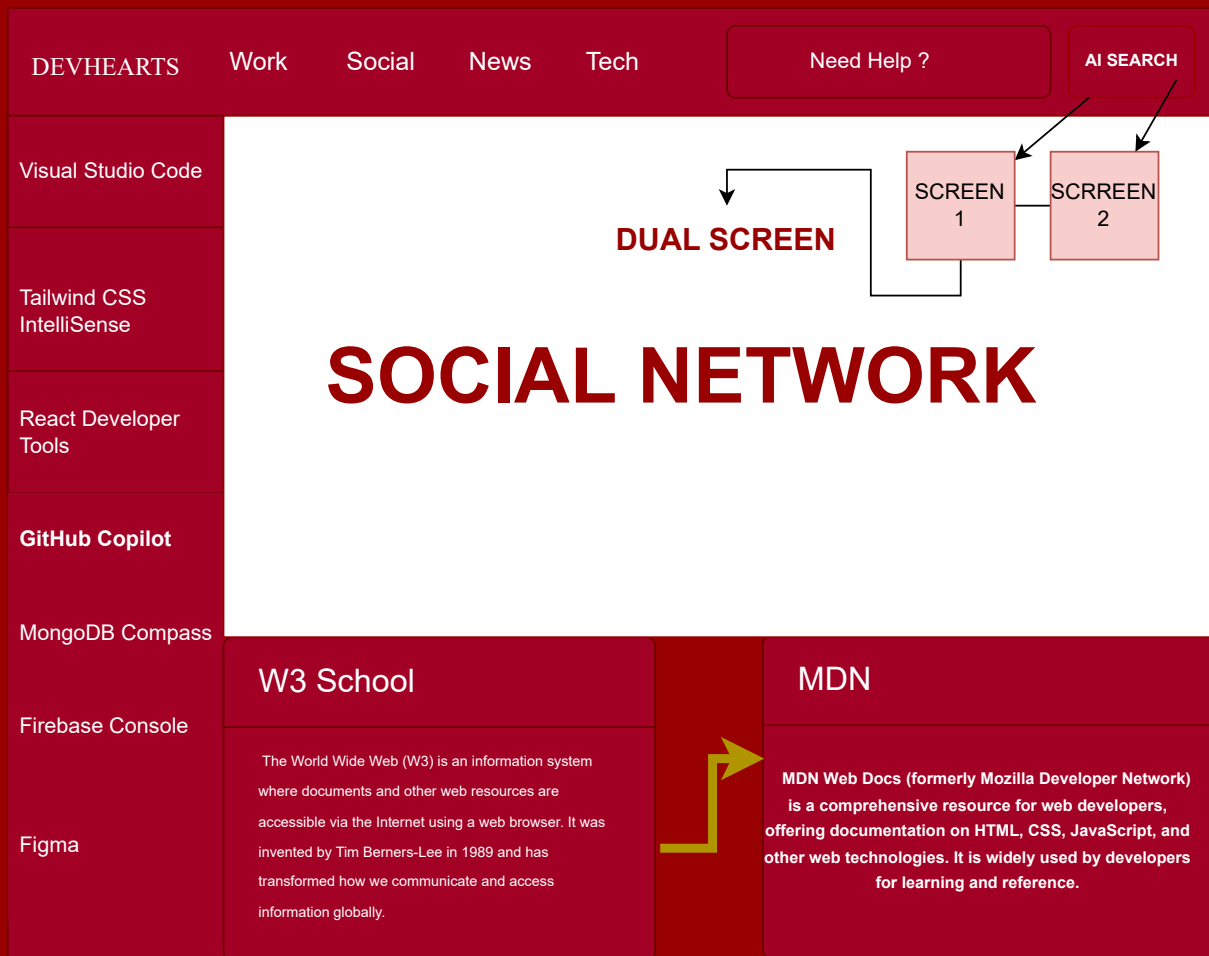 DEVHEARTS
Work
Social
News
Tech
Need Help ?
AI SEARCH
Visual Studio Code
Tailwind CSS
IntelliSense
React Developer
Tools
GitHub Copilot
MongoDB Compass
Firebase Console
Figma
SCREEN
1
SCRREEN
2
DUAL SCREEN
SOCIAL NETWORK
W3 School
The World Wide Web (W3) is an information system
where documents and other web resources are
accessible via the Internet using a web browser. It was
invented by Tim Berners-Lee in 1989 and has
transformed how we communicate and access
information globally.
MDN
MDN Web Docs (formerly Mozilla Developer Network)
is a comprehensive resource for web developers,
offering documentation on HTML, CSS, JavaScript, and
other web technologies. It is widely used by developers
for learning and reference.